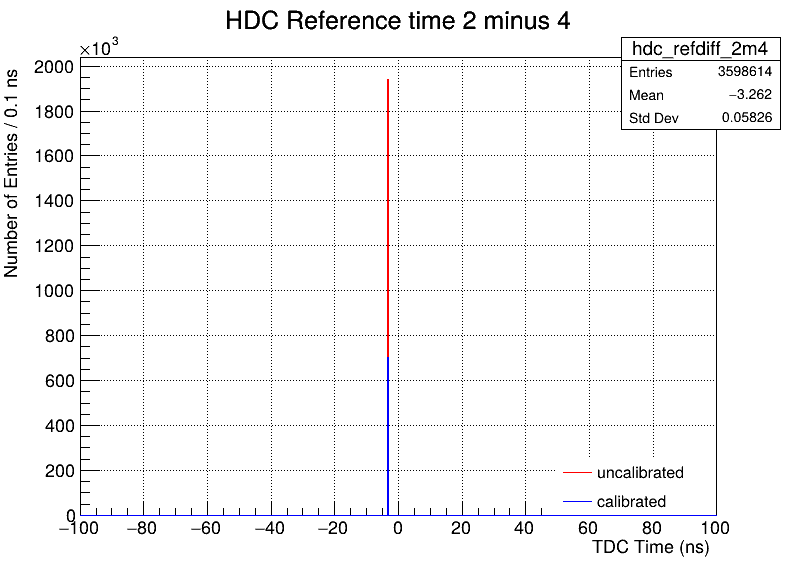 HDC Reference time 2 minus 4
×10³
hdc_refdiff_2m4
Entries 3598614
Mean −3.262
Std Dev 0.05826
Number of Entries / 0.1 ns
2000
1800
1600
1400
1200
1000
800
600
400
200
0
uncalibrated
calibrated
−100 −80 −60 −40 −20 0 20 40 60 80 100
TDC Time (ns)